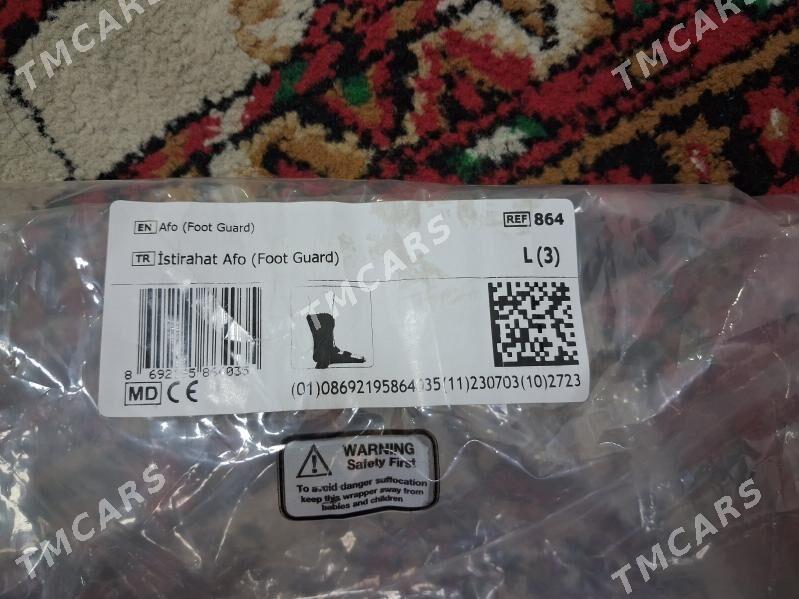 TMCARS
TMCARS
EN Afo (Foot Guard)
REF 864
TR İstirahat Afo (Foot Guard)
L (3)
TMCARS
TMCARS
8
MD CE
(01)08692195864035(11)230703(10)2723
WARNING
Safety First
To avoid danger suffocation
keep this wrapper away from
babies and children
TMCARS
TMCARS